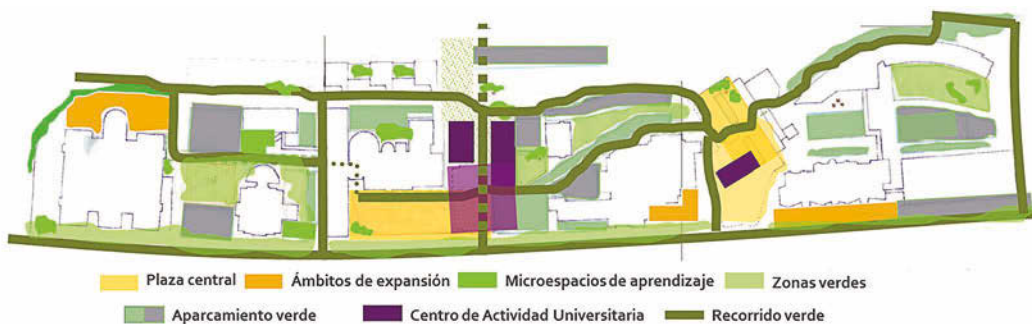 Plaza central Ámbitos de expansión Microespacios de aprendizaje Zonas verdes
Aparcamiento verde Centro de Actividad Universitaria Recorrido verde